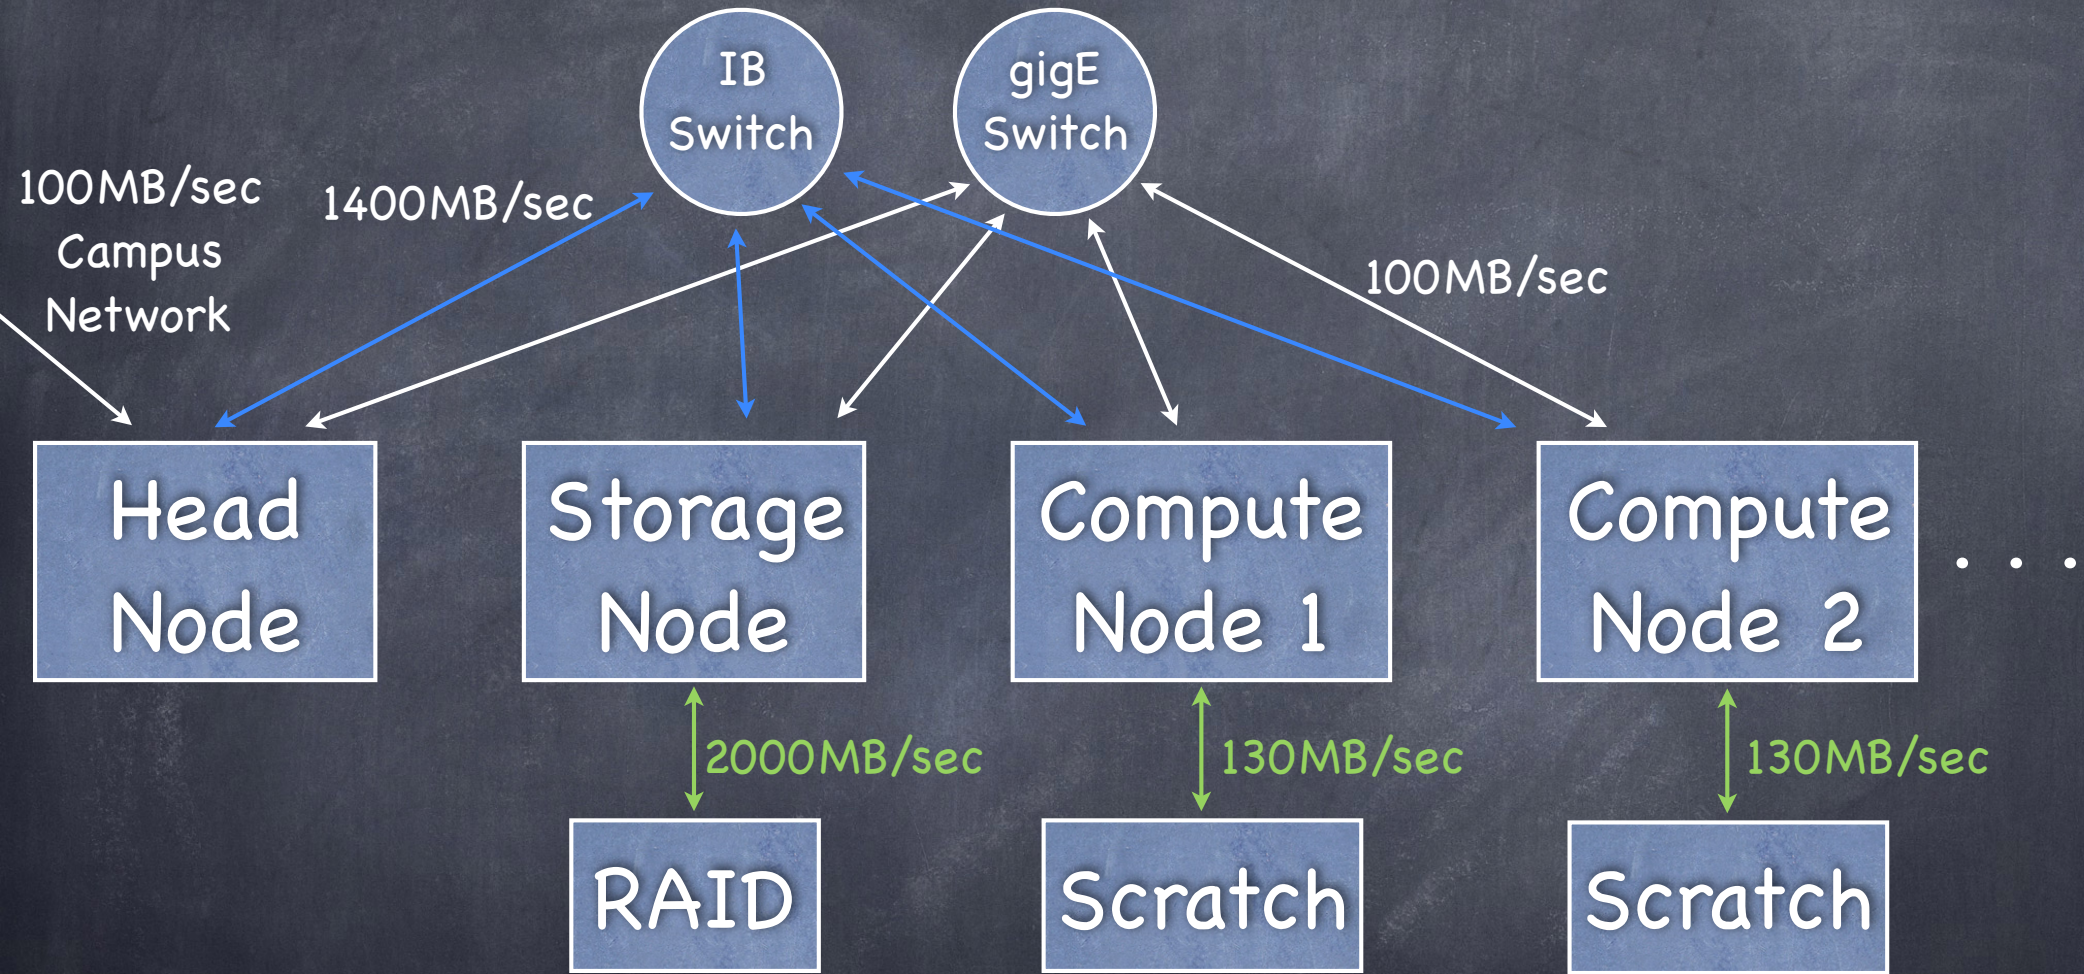 IB
Switch
gigE
Switch
100MB/sec
Campus
Network
1400MB/sec
100MB/sec
Head
Node
Storage
Node
Compute
Node 1
Compute
Node 2
. . .
2000MB/sec
130MB/sec
130MB/sec
RAID
Scratch
Scratch